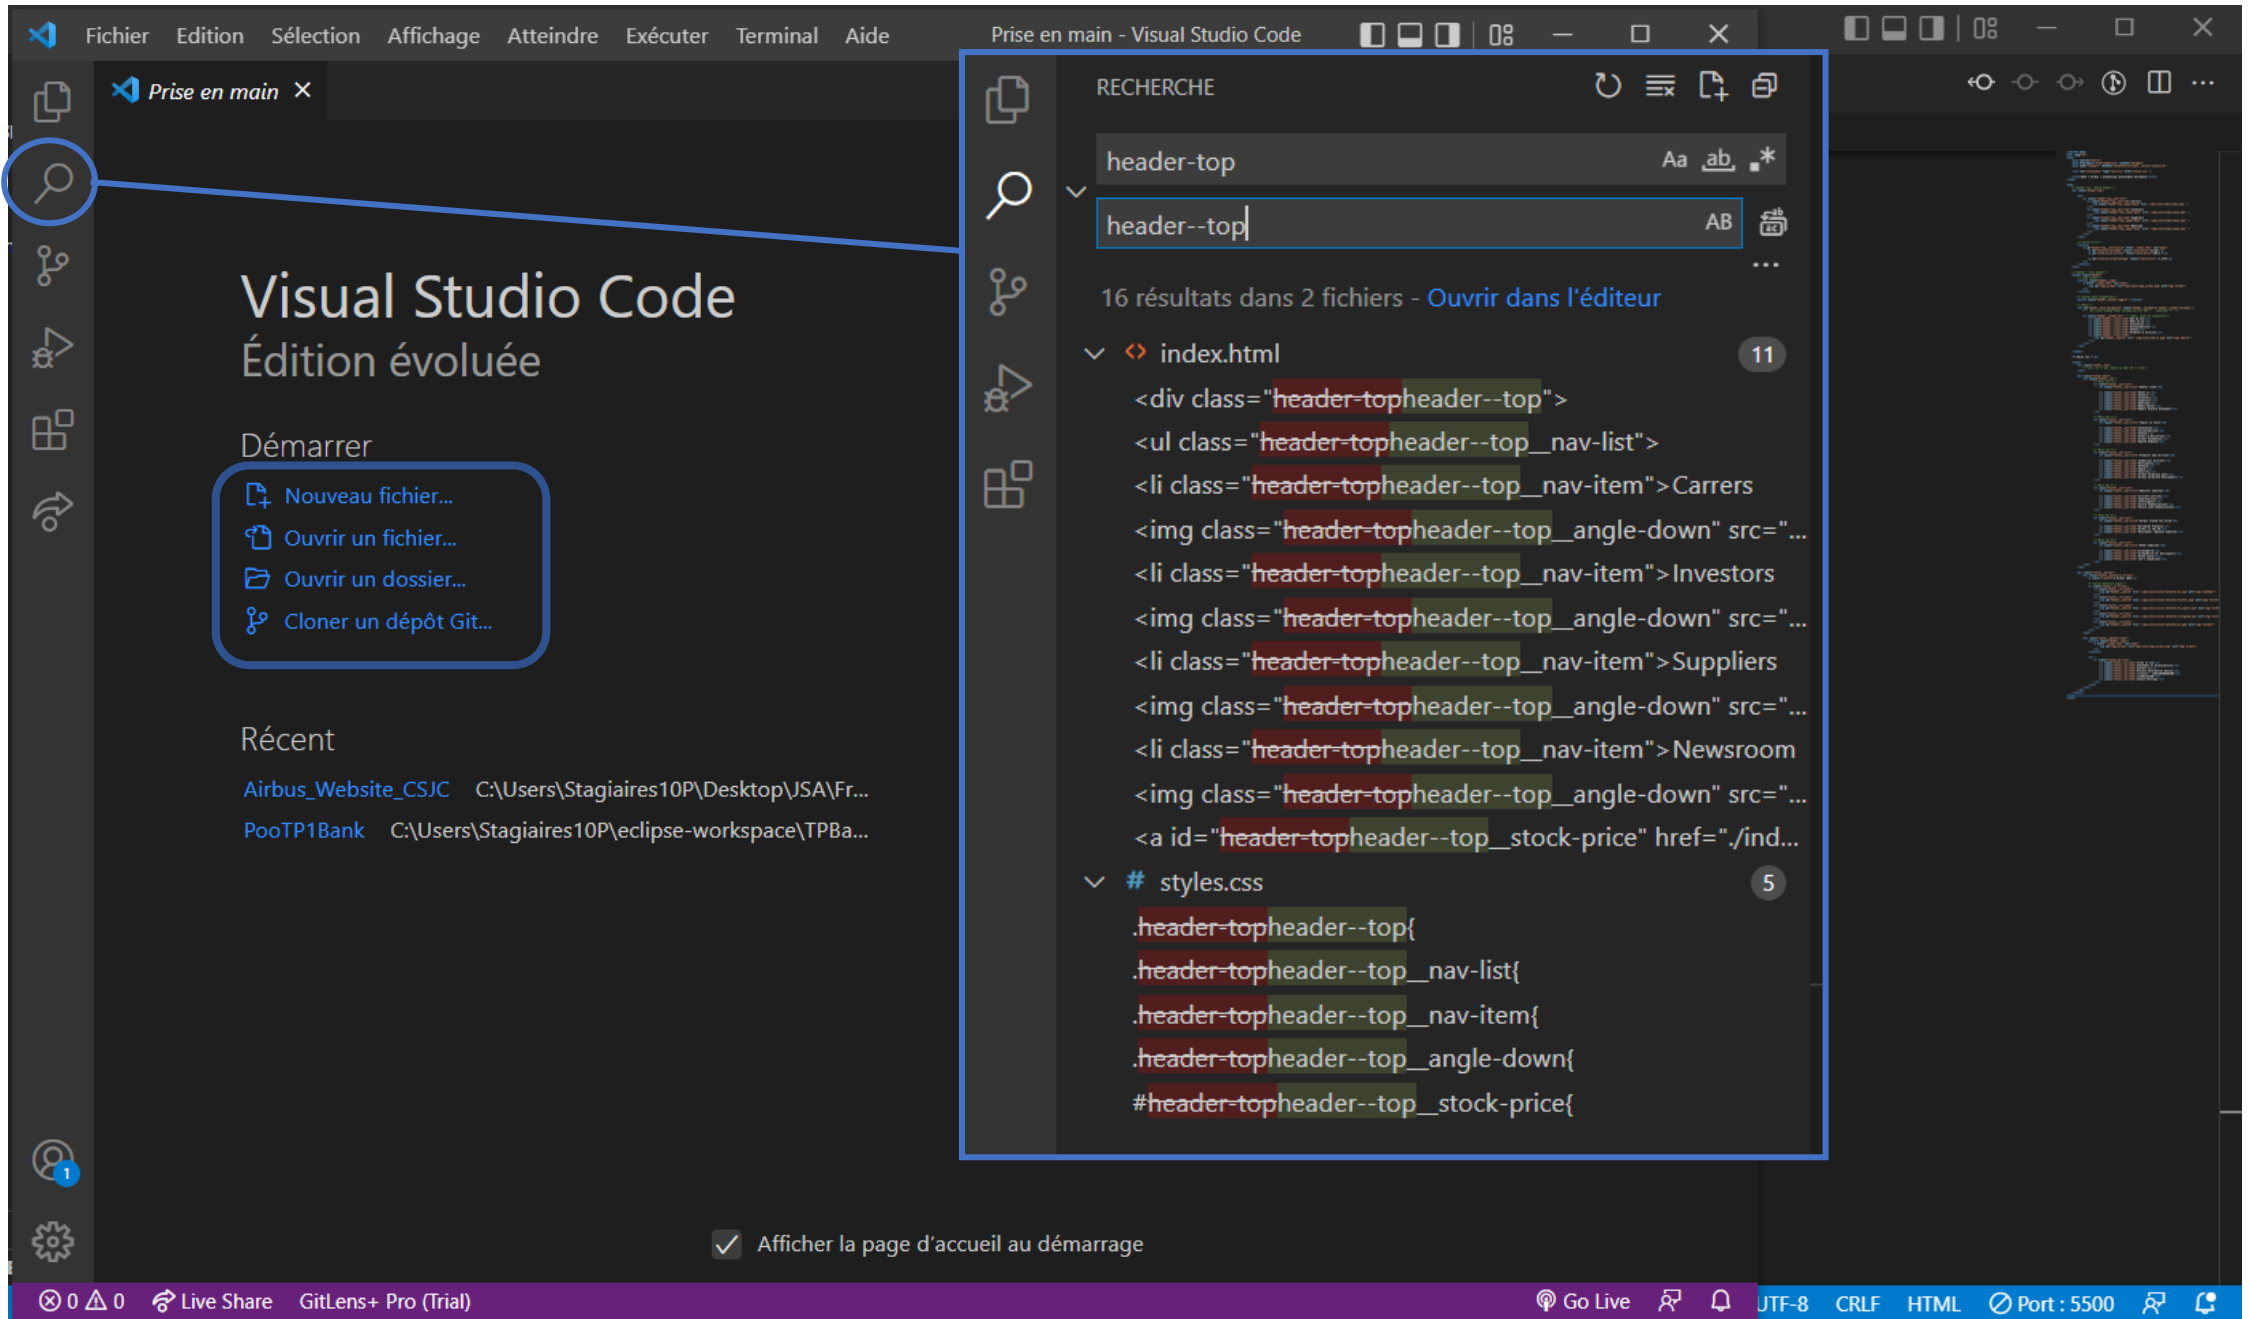 Fichier Edition Sélection Affichage Atteindre Exécuter Terminal Aide
Prise en main - Visual Studio Code
Prise en main
Visual Studio Code
Édition évoluée
Démarrer
Nouveau fichier...
Ouvrir un fichier...
Ouvrir un dossier...
Cloner un dépôt Git...
Récent
Airbus_Website_CSJC C:\Users\Stagiaires10P\Desktop\JSA\Fr...
PooTP1Bank C:\Users\Stagiaires10P\eclipse-workspace\TPBa...
Afficher la page d'accueil au démarrage
RECHERCHE
header-top Aa ab
header--top AB
16 résultats dans 2 fichiers - Ouvrir dans l'éditeur
<> index.html 11
<div class="header-topheader--top">
<ul class="header-topheader--top__nav-list">
<li class="header-topheader--top__nav-item">Carrers
<img class="header-topheader--top__angle-down" src="...
<li class="header-topheader--top__nav-item">Investors
<img class="header-topheader--top__angle-down" src="...
<li class="header-topheader--top__nav-item">Suppliers
<img class="header-topheader--top__angle-down" src="...
<li class="header-topheader--top__nav-item">Newsroom
<img class="header-topheader--top__angle-down" src="...
<a id="header-topheader--top__stock-price" href="./ind...
# styles.css 5
.header-topheader--top{
.header-topheader--top__nav-list{
.header-topheader--top__nav-item{
.header-topheader--top__angle-down{
#header-topheader--top__stock-price{
1
0 0 Live Share GitLens+ Pro (Trial) Go Live
UTF-8 CRLF HTML Port : 5500